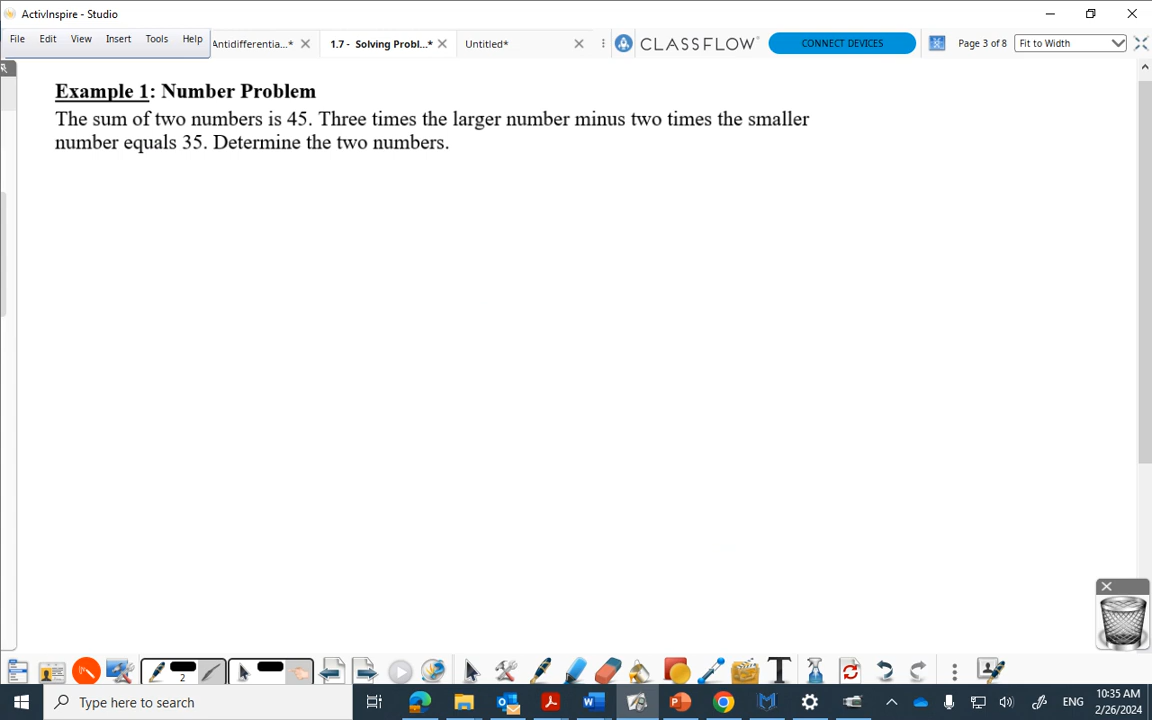 ActivInspire - Studio
File Edit View Insert Tools Help
Antidifferentia...* 1.7 - Solving Probl...* Untitled*
CLASSFLOW CONNECT DEVICES Page 3 of 8 Fit to Width
Example 1: Number Problem
The sum of two numbers is 45. Three times the larger number minus two times the smaller
number equals 35. Determine the two numbers.
2
Type here to search
ENG
10:35 AM
2/26/2024